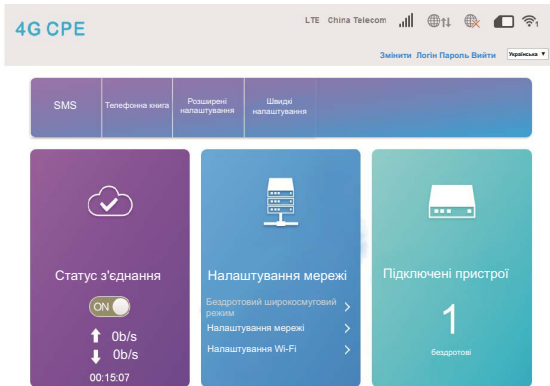 4G CPE
LTE China Telecom
1
Змінити Логін Пароль Вийти
Українська
SMS
Телефонна книга
Розширені
налаштування
Швидкі
налаштування
Статус з'єднання
ON
0b/s
0b/s
00:15:07
Налаштування мережі
Бездротовий широкосмуговий
режим
Налаштування мережі
Налаштування Wi-Fi
Підключені пристрої
1
бездротові